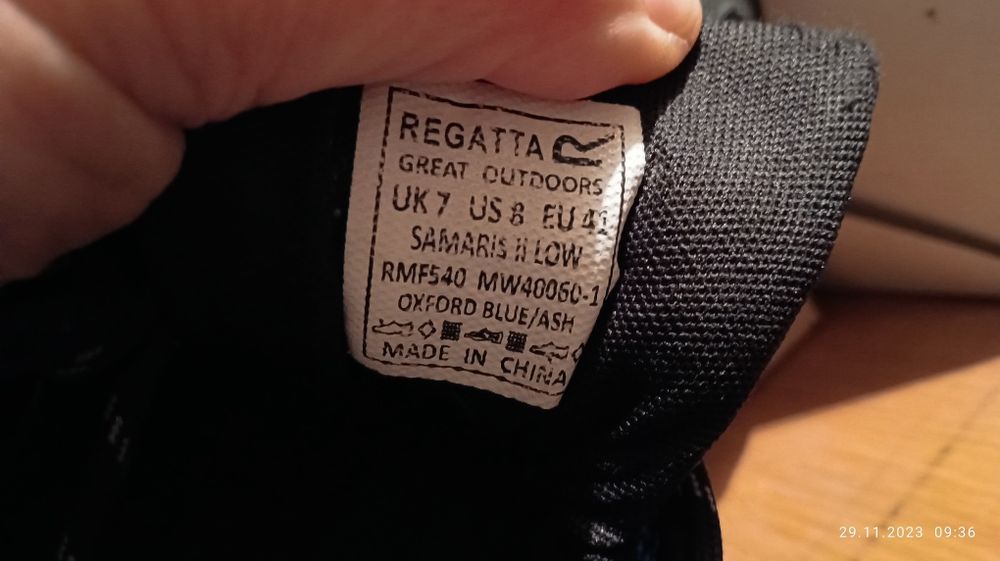 REGATTA
GREAT OUTDOORS
UK 7 US 8 EU 41
SAMARIS II LOW
RMF540 MW40060-1
OXFORD BLUE/ASH
MADE IN CHINA
29.11.2023 09:36